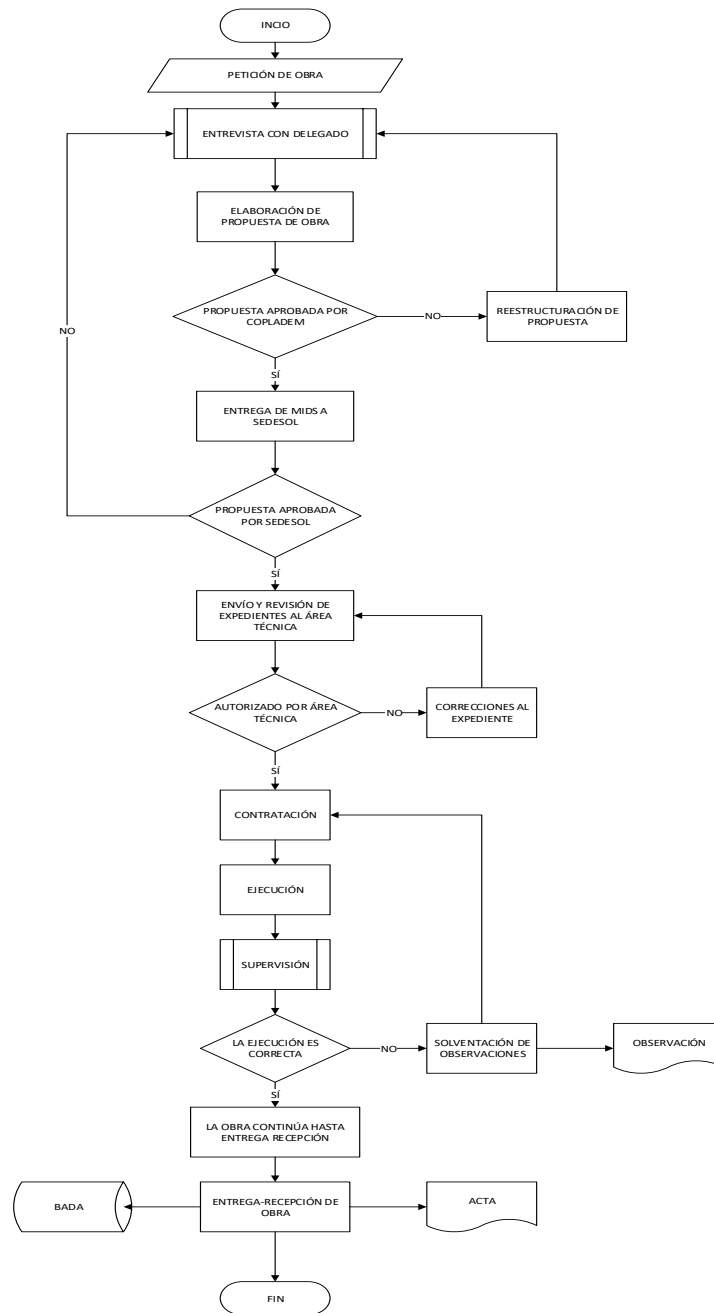 INCIO
PETICIÓN DE OBRA
ENTREVISTA CON DELEGADO
ELABORACIÓN DE
PROPUESTA DE OBRA
PROPUESTA APROBADA POR
COPLADEM
NO
REESTRUCTURACIÓN DE
PROPUESTA
NO
SÍ
ENTREGA DE MIDS A
SEDESOL
PROPUESTA APROBADA
POR SEDESOL
SÍ
ENVÍO Y REVISIÓN DE
EXPEDIENTES AL ÁREA
TÉCNICA
AUTORIZADO POR ÁREA
TÉCNICA
NO
CORRECCIONES AL
EXPEDIENTE
SÍ
CONTRATACIÓN
EJECUCIÓN
SUPERVISIÓN
LA EJECUCIÓN ES
CORRECTA
NO
SOLVENTACIÓN DE
OBSERVACIONES
OBSERVACIÓN
SÍ
LA OBRA CONTINÚA HASTA
ENTREGA RECEPCIÓN
BADA
ENTREGA-RECEPCIÓN DE
OBRA
ACTA
FIN